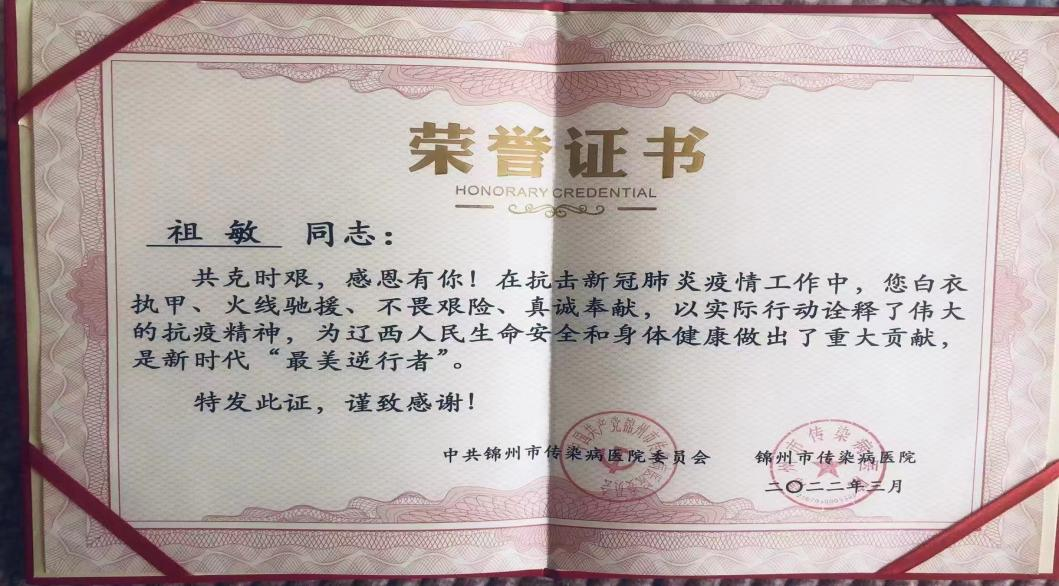 荣誉证书
HONORARY CREDENTIAL
祖敏 同志：
共克时艰，感恩有你！在抗击新冠肺炎疫情工作中，您白衣
执甲、火线驰援、不畏艰险、真诚奉献，以实际行动诠释了伟大
的抗疫精神，为辽西人民生命安全和身体健康做出了重大贡献，
是新时代“最美逆行者”。
特发此证，谨致感谢！
中共锦州市传染病医院委员会 锦州市传染病医院
二〇二二年三月